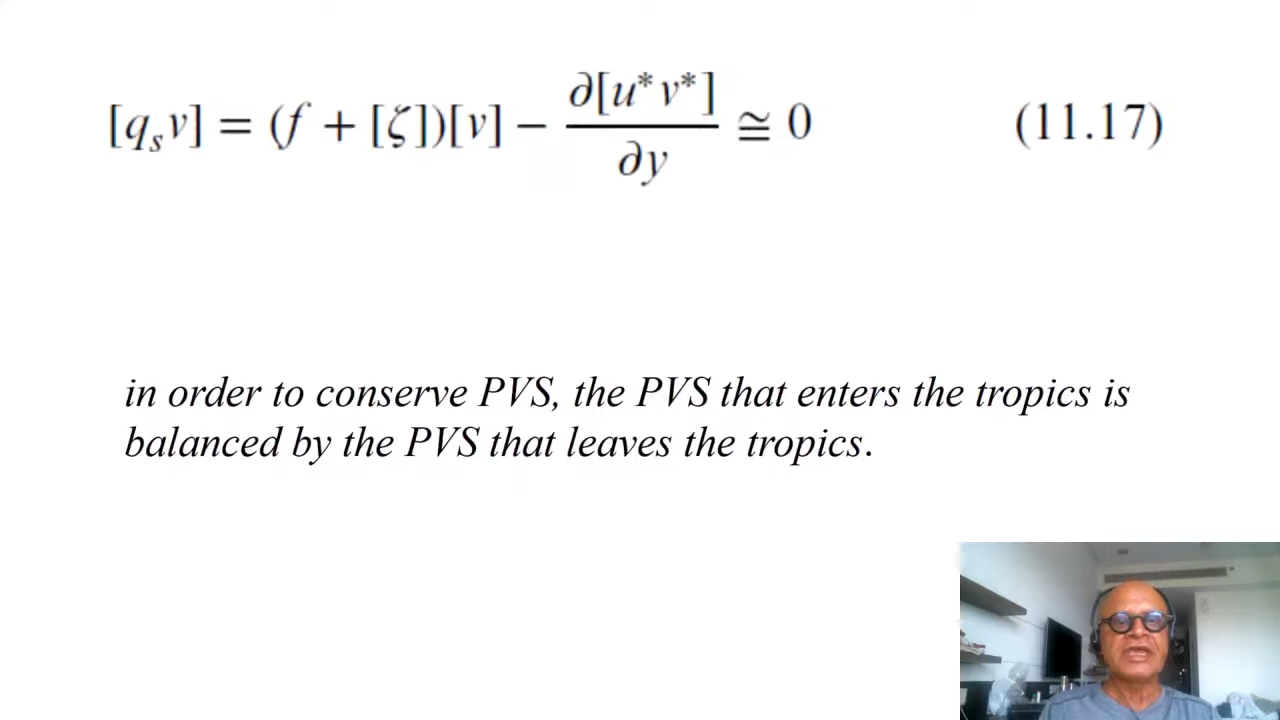 [qₛv] = (f + [ζ])[v] − ∂[u*v*]/∂y ≅ 0 (11.17)
in order to conserve PVS, the PVS that enters the tropics is
balanced by the PVS that leaves the tropics.